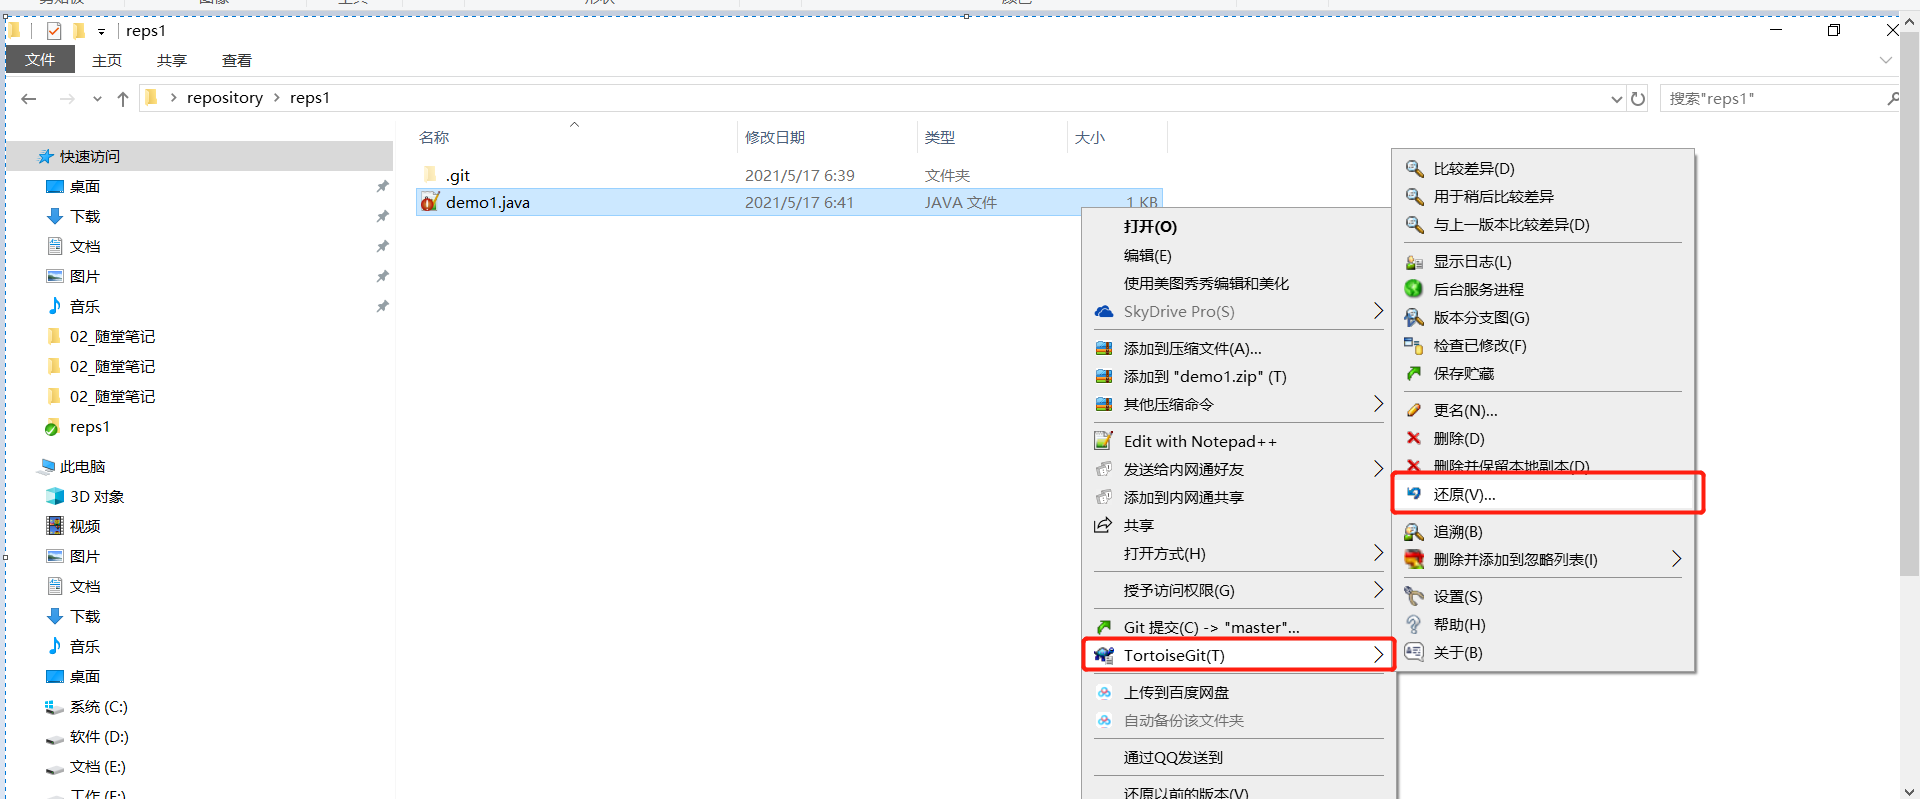 reps1
文件
主页
共享
查看
repository
reps1
搜索"reps1"
名称
修改日期
类型
大小
.git
2021/5/17 6:39
文件夹
demo1.java
2021/5/17 6:41
JAVA 文件
1 KB
快速访问
桌面
下载
文档
图片
音乐
02_随堂笔记
02_随堂笔记
02_随堂笔记
reps1
此电脑
3D 对象
视频
图片
文档
下载
音乐
桌面
系统 (C:)
软件 (D:)
文档 (E:)
工作 (F:)
打开(O)
编辑(E)
使用美图秀秀编辑和美化
SkyDrive Pro(S)
添加到压缩文件(A)...
添加到 "demo1.zip" (T)
其他压缩命令
Edit with Notepad++
发送给内网通好友
添加到内网通共享
共享
打开方式(H)
授予访问权限(G)
Git 提交(C) -> "master"...
TortoiseGit(T)
上传到百度网盘
自动备份该文件夹
通过QQ发送到
还原以前的版本(V)
比较差异(D)
用于稍后比较差异
与上一版本比较差异(D)
显示日志(L)
后台服务进程
版本分支图(G)
检查已修改(F)
保存贮藏
更名(N)...
删除(D)
删除并保留本地副本(D)
还原(V)...
追溯(B)
删除并添加到忽略列表(I)
设置(S)
帮助(H)
关于(B)